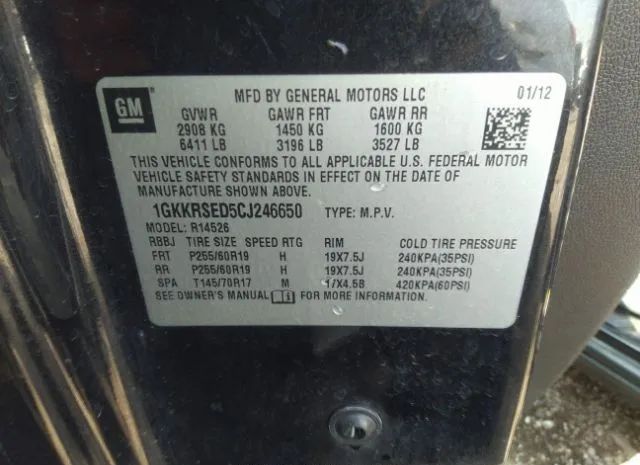 GM
MFD BY GENERAL MOTORS LLC 01/12
GVWR GAWR FRT GAWR RR
2908 KG 1450 KG 1600 KG
6411 LB 3196 LB 3527 LB
THIS VEHICLE CONFORMS TO ALL APPLICABLE U.S. FEDERAL MOTOR
VEHICLE SAFETY STANDARDS IN EFFECT ON THE DATE OF
MANUFACTURE SHOWN ABOVE.
1GKKRSED5CJ246650 TYPE: M.P.V.
MODEL: R14526
RBBJ TIRE SIZE SPEED RTG RIM COLD TIRE PRESSURE
FRT P255/60R19 H 19X7.5J 240KPA(35PSI)
RR P255/60R19 H 19X7.5J 240KPA(35PSI)
SPA T145/70R17 M 17X4.5B 420KPA(60PSI)
SEE OWNER'S MANUAL FOR MORE INFORMATION.